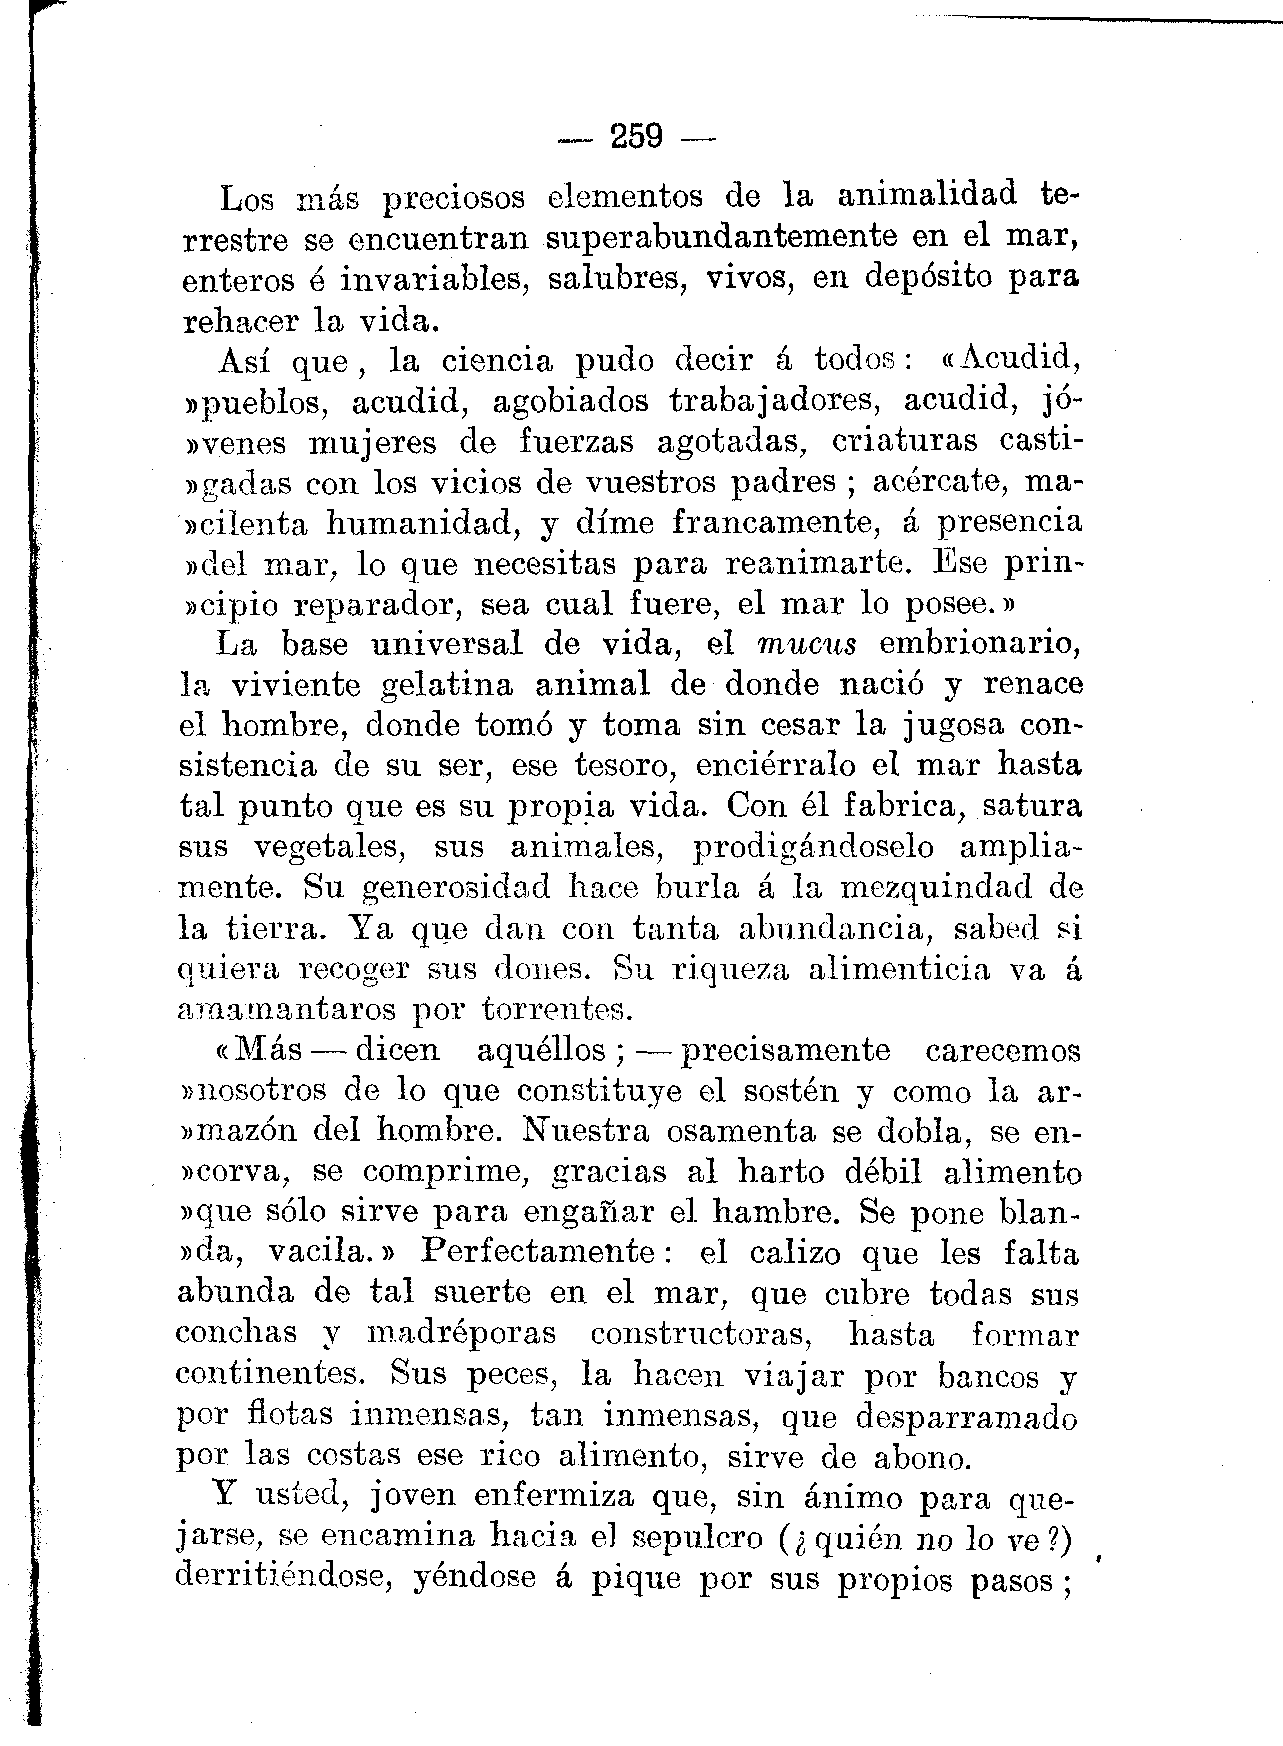 — 259 —
Los más preciosos elementos de la animalidad te-
rrestre se encuentran superabundantemente en el mar,
enteros é invariables, salubres, vivos, en depósito para
rehacer la vida.
Así que, la ciencia pudo decir á todos: «Acudid,
»pueblos, acudid, agobiados trabajadores, acudid, jó-
»venes mujeres de fuerzas agotadas, criaturas casti-
»gadas con los vicios de vuestros padres; acércate, ma-
»cilenta humanidad, y díme francamente, á presencia
»del mar, lo que necesitas para reanimarte. Ese prin-
»cipio reparador, sea cual fuere, el mar lo posee.»
La base universal de vida, el mucus embrionario,
la viviente gelatina animal de donde nació y renace
el hombre, donde tomó y toma sin cesar la jugosa con-
sistencia de su ser, ese tesoro, enciérralo el mar hasta
tal punto que es su propia vida. Con él fabrica, satura
sus vegetales, sus animales, prodigándoselo amplia-
mente. Su generosidad hace burla á la mezquindad de
la tierra. Ya que dan con tanta abundancia, sabed si
quiera recoger sus dones. Su riqueza alimenticia va á
amamantaros por torrentes.
«Más — dicen aquéllos; — precisamente carecemos
»nosotros de lo que constituye el sostén y como la ar-
»mazón del hombre. Nuestra osamenta se dobla, se en-
»corva, se comprime, gracias al harto débil alimento
»que sólo sirve para engañar el hambre. Se pone blan-
»da, vacila.» Perfectamente: el calizo que les falta
abunda de tal suerte en el mar, que cubre todas sus
conchas y madréporas constructoras, hasta formar
continentes. Sus peces, la hacen viajar por bancos y
por flotas inmensas, tan inmensas, que desparramado
por las costas ese rico alimento, sirve de abono.
Y usted, joven enfermiza que, sin ánimo para que-
jarse, se encamina hacia el sepulcro (¿quién no lo ve?)
derritiéndose, yéndose á pique por sus propios pasos;